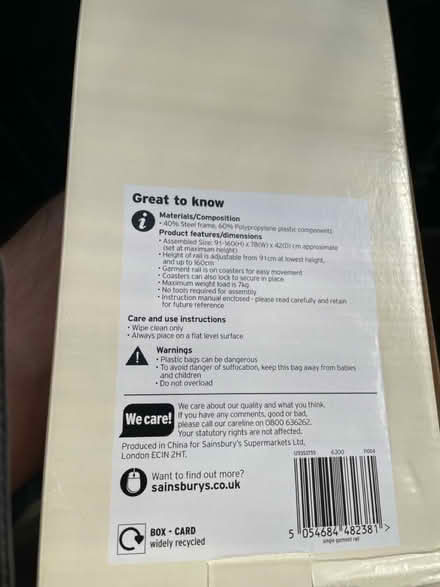 Great to know
Materials/Composition
• 40% Steel frame, 60% Polypropylene plastic components
Product features/dimensions
• Assembled Size: 91-160(H) x 78(W) x 42(D) cm approximate
(set at maximum height)
• Height of rail is adjustable from 91cm at lowest height,
and up to 160cm
• Garment rail is on coasters for easy movement
• Coasters can also lock to secure in place
• Maximum weight load is 7kg
• No tools required for assembly
• Instruction manual enclosed - please read carefully and retain
for future reference
Care and use instructions
• Wipe clean only
• Always place on a flat level surface
Warnings
• Plastic bags can be dangerous
• To avoid danger of suffocation, keep this bag away from babies
and children
• Do not overload
We care!
We care about our quality and what you think.
If you have any comments, good or bad,
please call our careline on 0800 636262.
Your statutory rights are not affected.
Produced in China for Sainsbury's Supermarkets Ltd,
London EC1N 2HT.
Want to find out more?
sainsburys.co.uk
6200
5 054684 482381 >
single garment rail
BOX - CARD
widely recycled